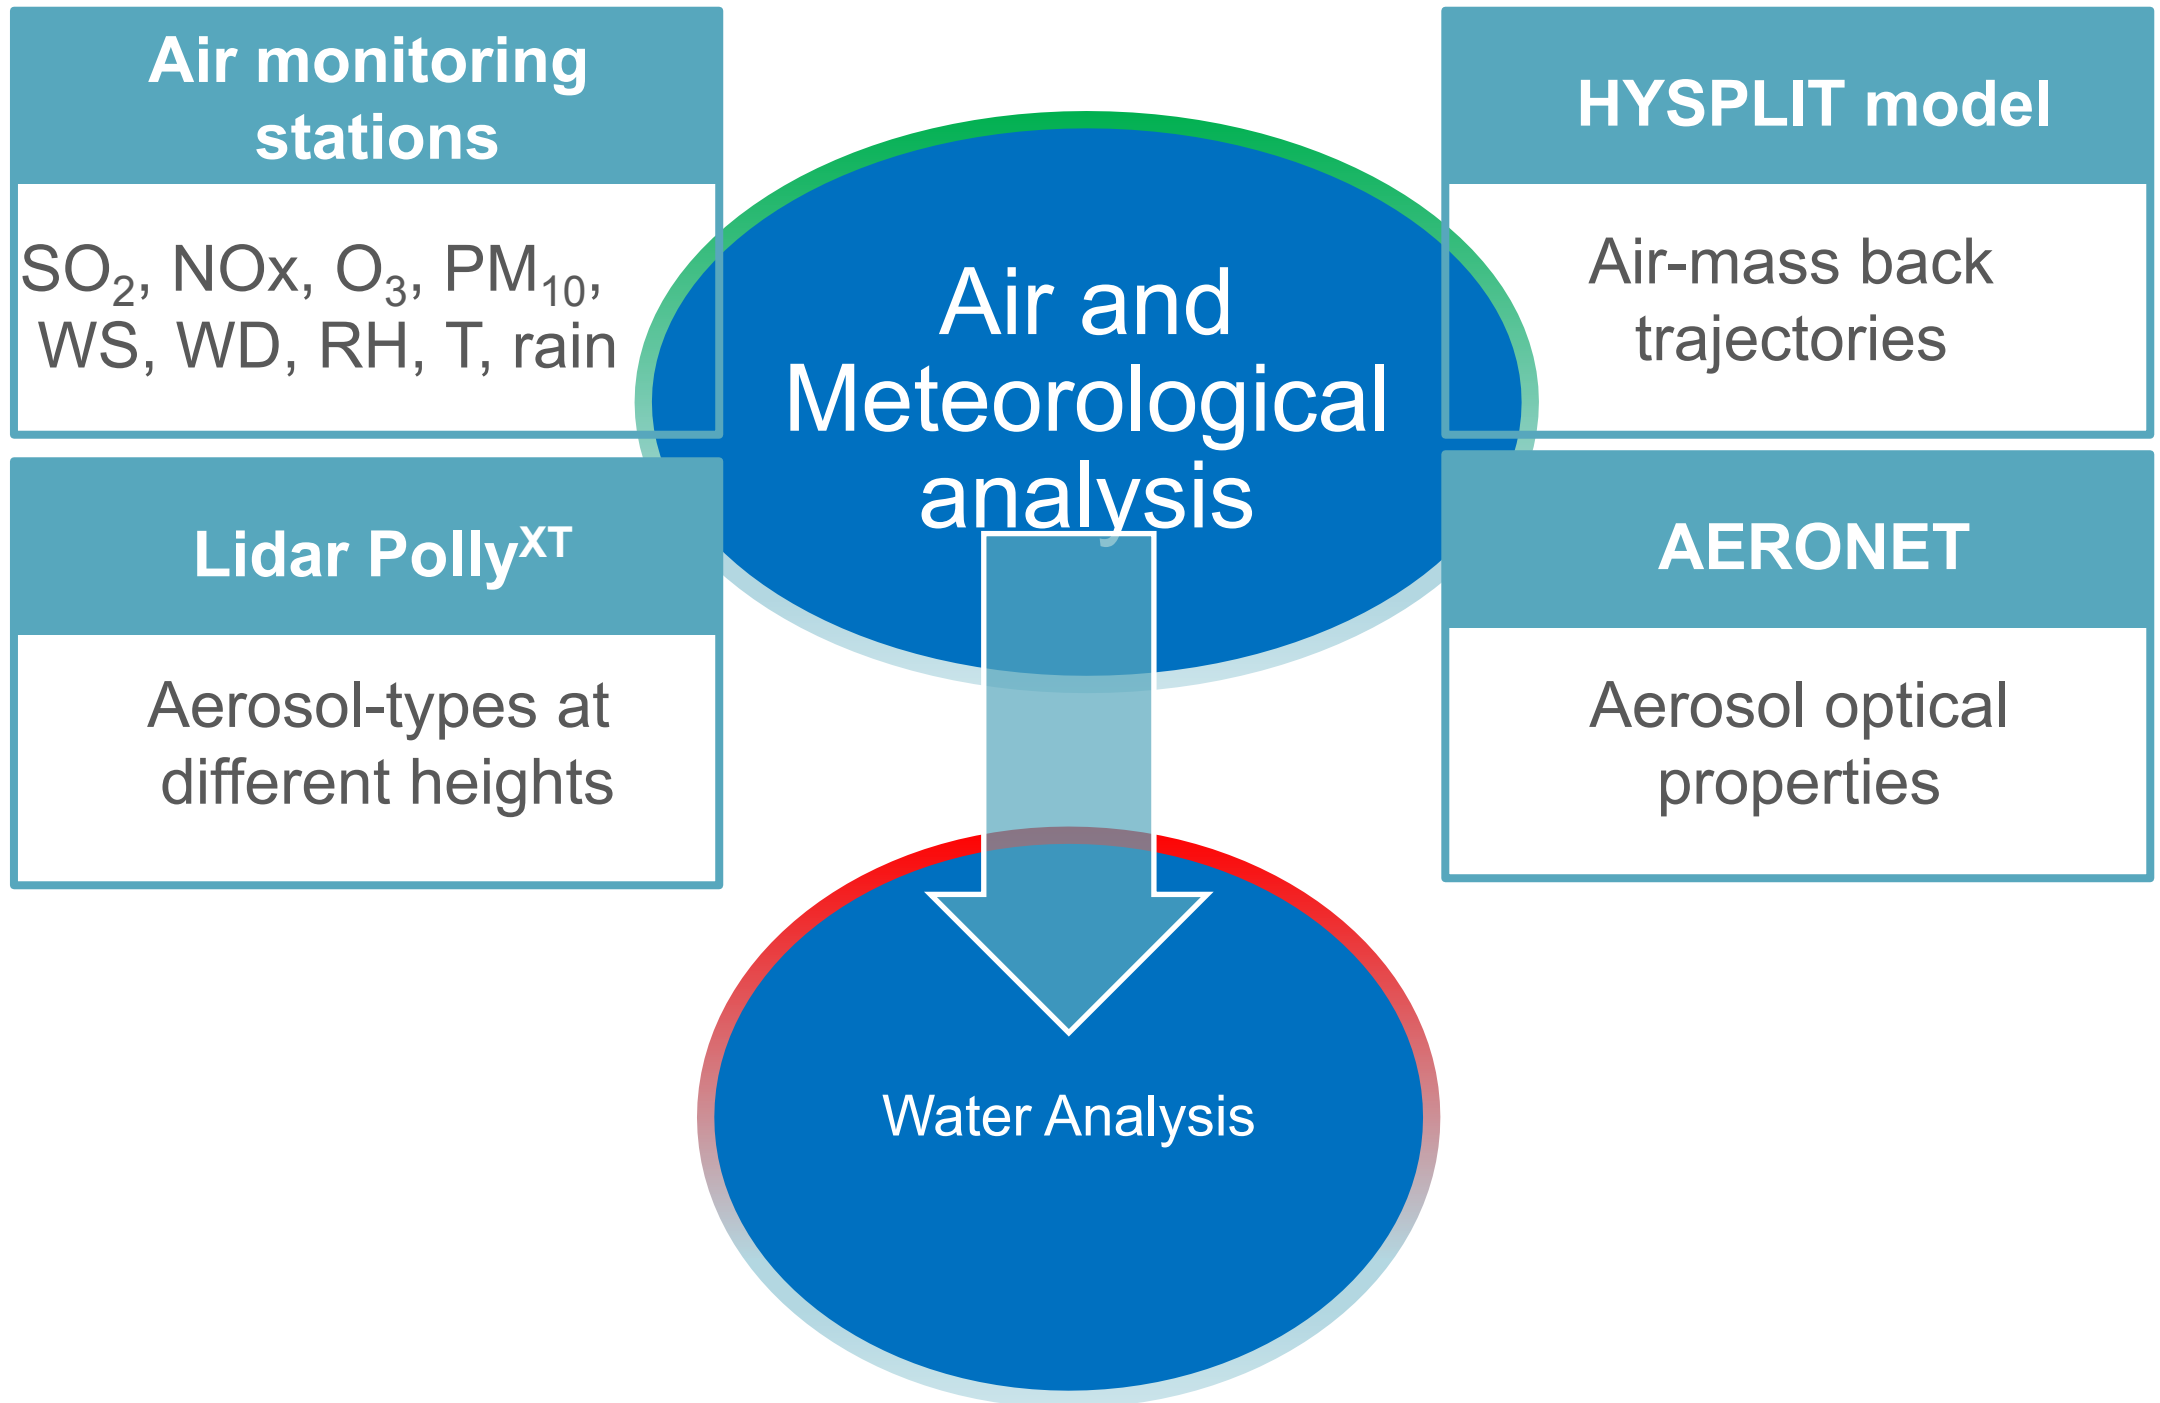 Air monitoring
stations
SO₂, NOx, O₃, PM₁₀,
WS, WD, RH, T, rain
Lidar Pollyᵡᵀ
Aerosol-types at
different heights
Air and
Meteorological
analysis
HYSPLIT model
Air-mass back
trajectories
AERONET
Aerosol optical
properties
Water Analysis